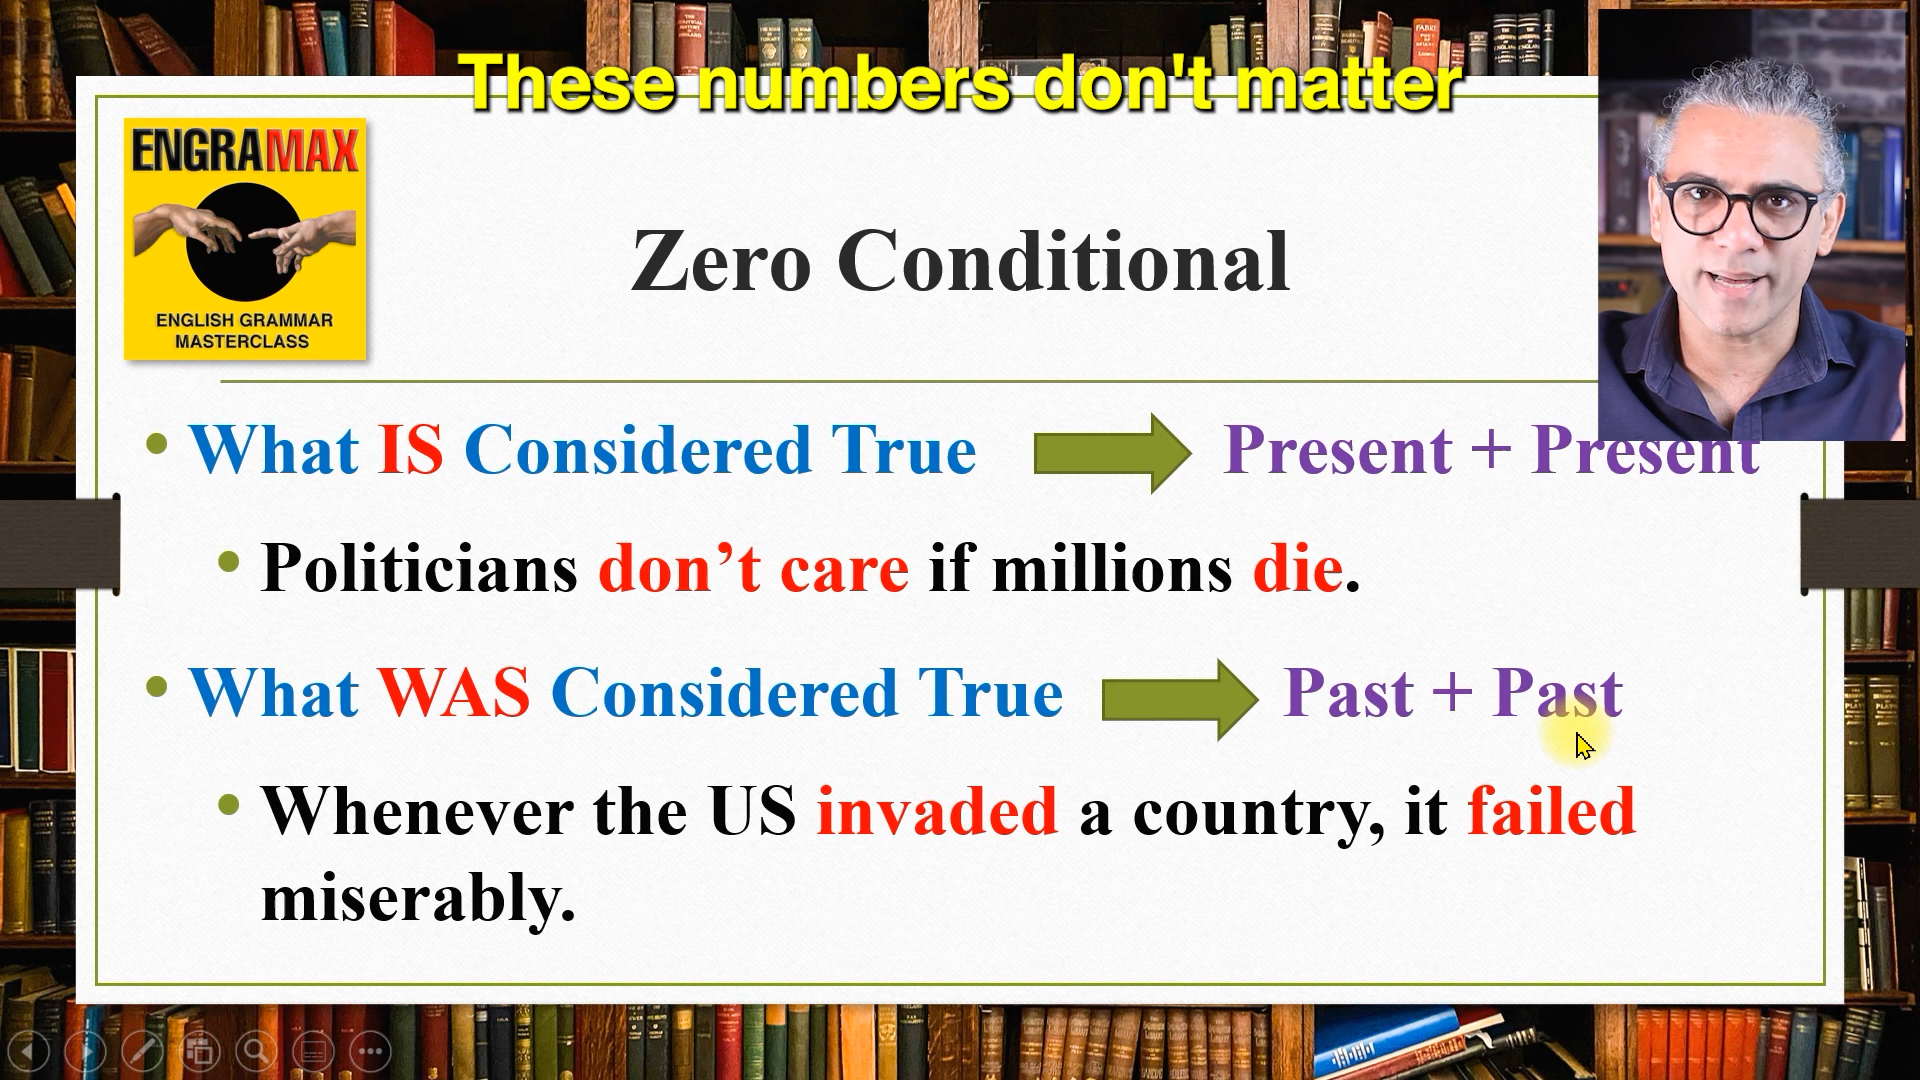 These numbers don't matter
ENGRAMAX
ENGLISH GRAMMAR
MASTERCLASS
Zero Conditional
• What IS Considered True
Present + Present
• Politicians don’t care if millions die.
• What WAS Considered True
Past + Past
• Whenever the US invaded a country, it failed
miserably.